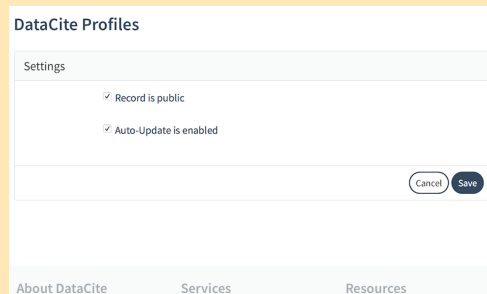 DataCite Profiles
Settings
Record is public
Auto-Update is enabled
Cancel Save
About DataCite Services Resources